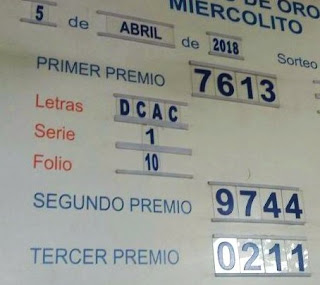 DE ORO
MIERCOLITO
5 de ABRIL de 2018
Sorteo
PRIMER PREMIO 7613
Letras DCAC
Serie 1
Folio 10
SEGUNDO PREMIO 9744
TERCER PREMIO 0211